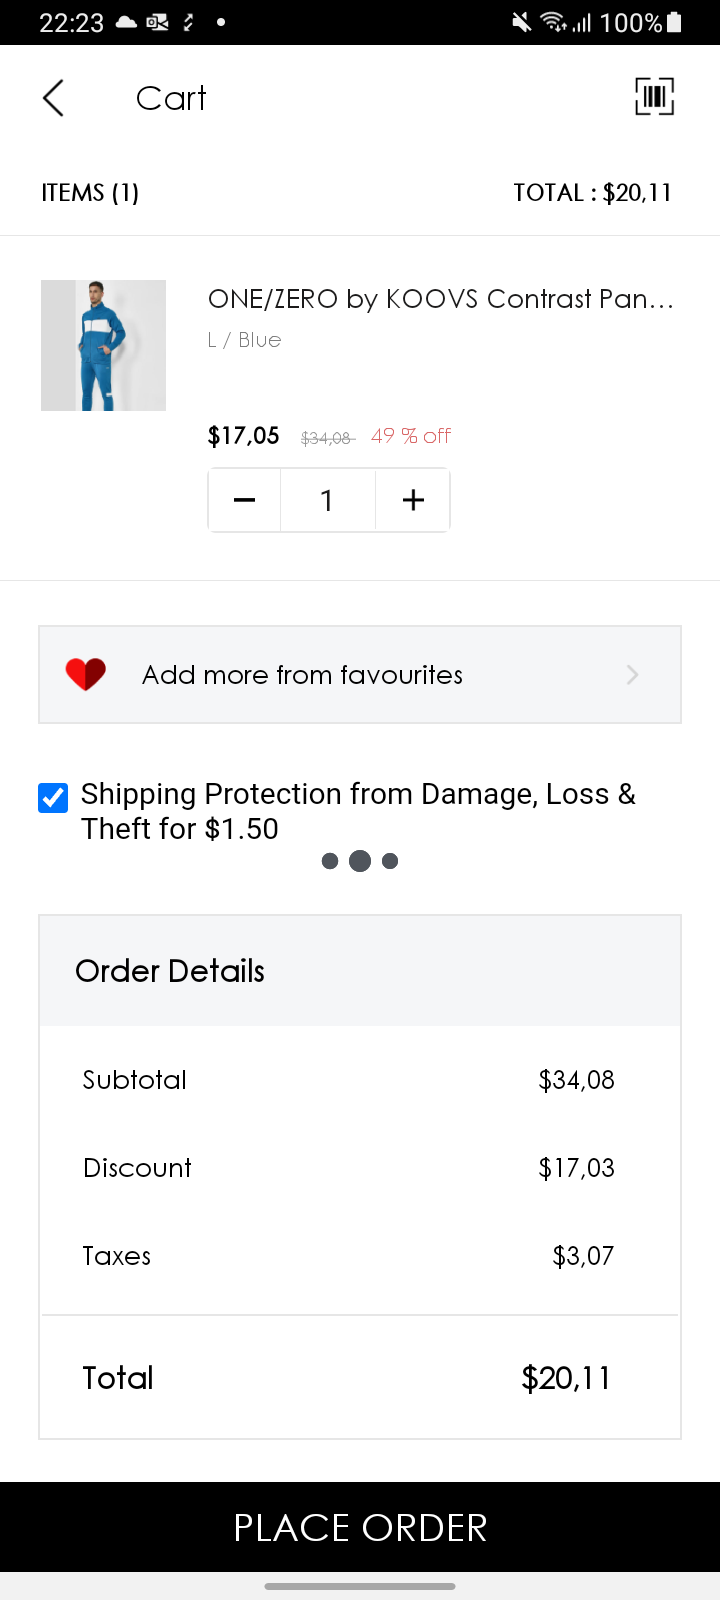 22:23
100%
Cart
ITEMS (1)
TOTAL : $20,11
ONE/ZERO by KOOVS Contrast Pan...
L / Blue
$17,05 $34,08 49 % off
1
Add more from favourites
Shipping Protection from Damage, Loss &
Theft for $1.50
Order Details
Subtotal $34,08
Discount $17,03
Taxes $3,07
Total $20,11
PLACE ORDER